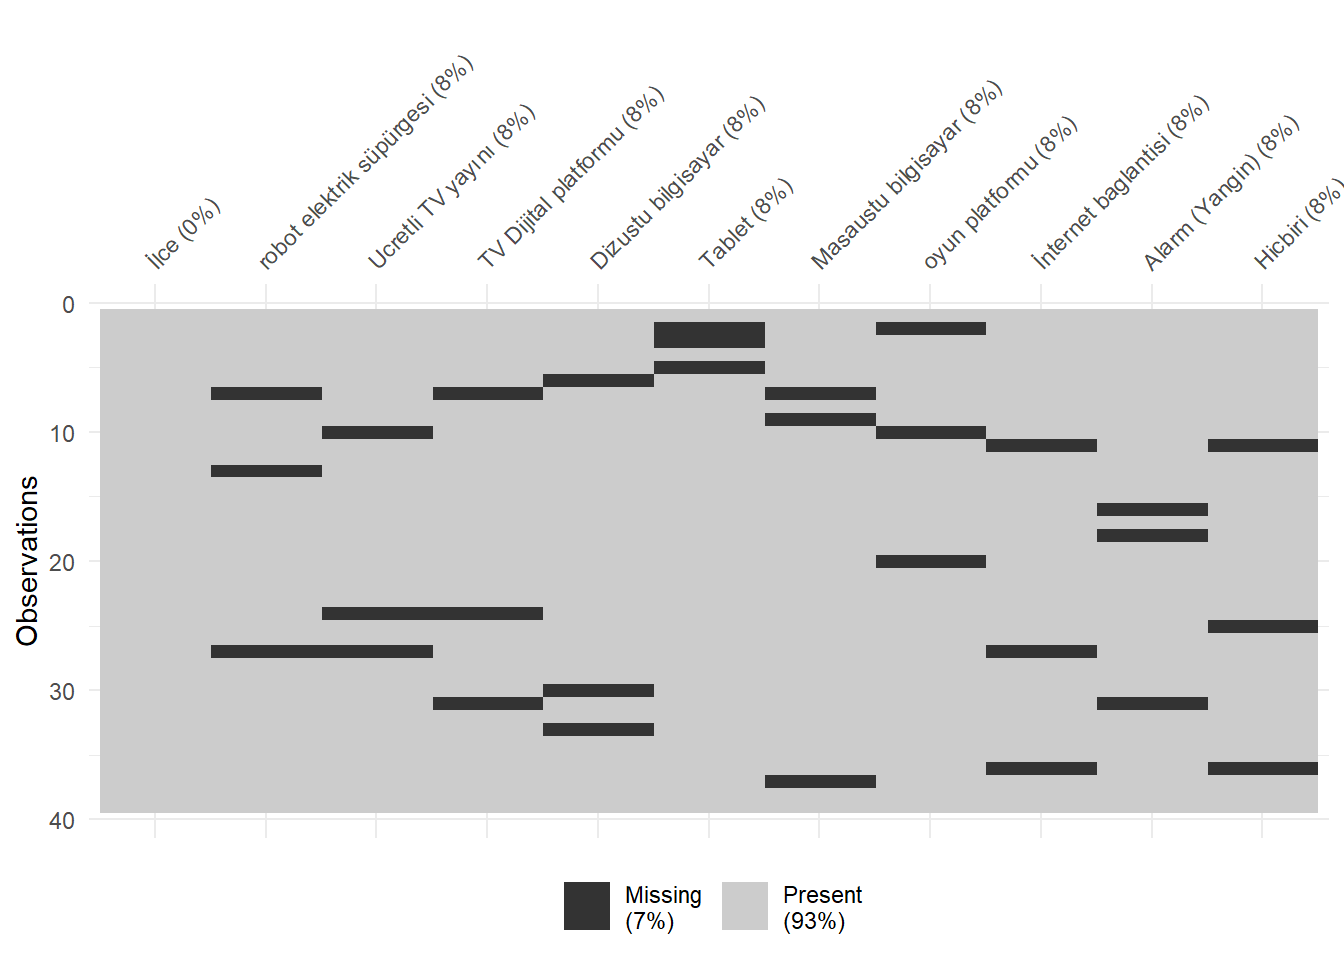 İlce (0%)
robot elektrik süpürgesi (8%)
Ucretli TV yayını (8%)
TV Dijital platformu (8%)
Dizustu bilgisayar (8%)
Tablet (8%)
Masaustu bilgisayar (8%)
oyun platformu (8%)
İnternet baglantisi (8%)
Alarm (Yangin) (8%)
Hicbiri (8%)
0
10
20
30
40
Observations
Missing
(7%)
Present
(93%)